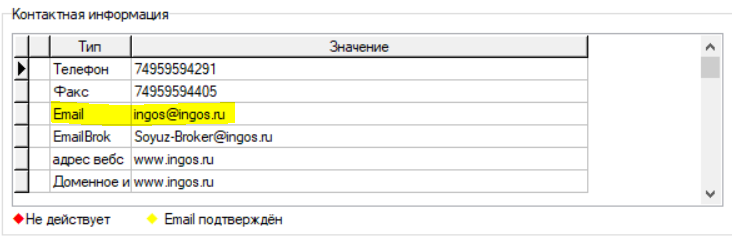 Контактная информация
Тип Значение
Телефон 74959594291
Факс 74959594405
Email ingos@ingos.ru
EmailBrok Soyuz-Broker@ingos.ru
адрес вебс www.ingos.ru
Доменное и www.ingos.ru
Не действует Email подтверждён